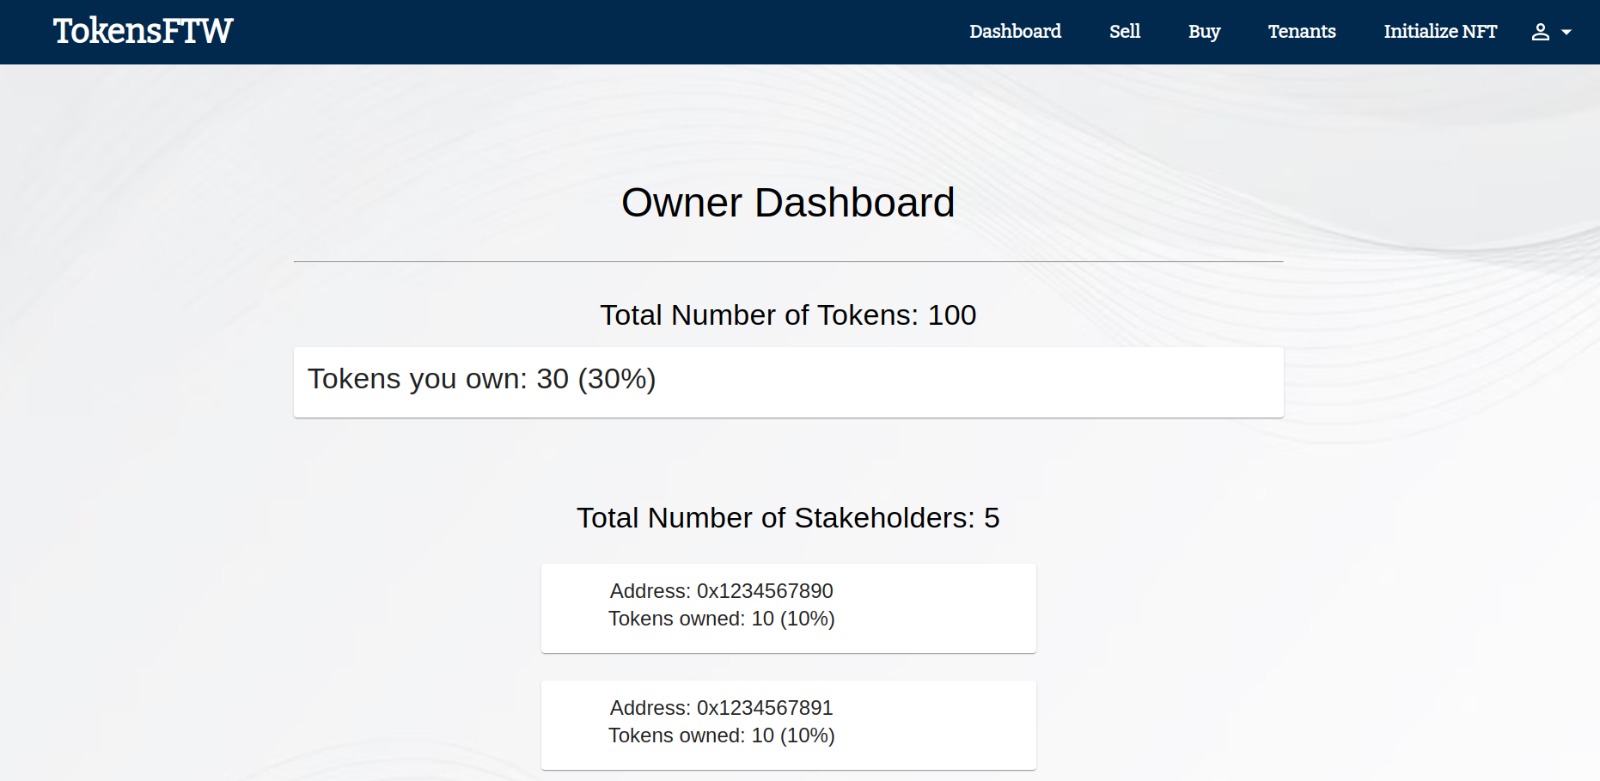 TokensFTW
Dashboard
Sell
Buy
Tenants
Initialize NFT
Owner Dashboard
Total Number of Tokens: 100
Tokens you own: 30 (30%)
Total Number of Stakeholders: 5
Address: 0x1234567890
Tokens owned: 10 (10%)
Address: 0x1234567891
Tokens owned: 10 (10%)